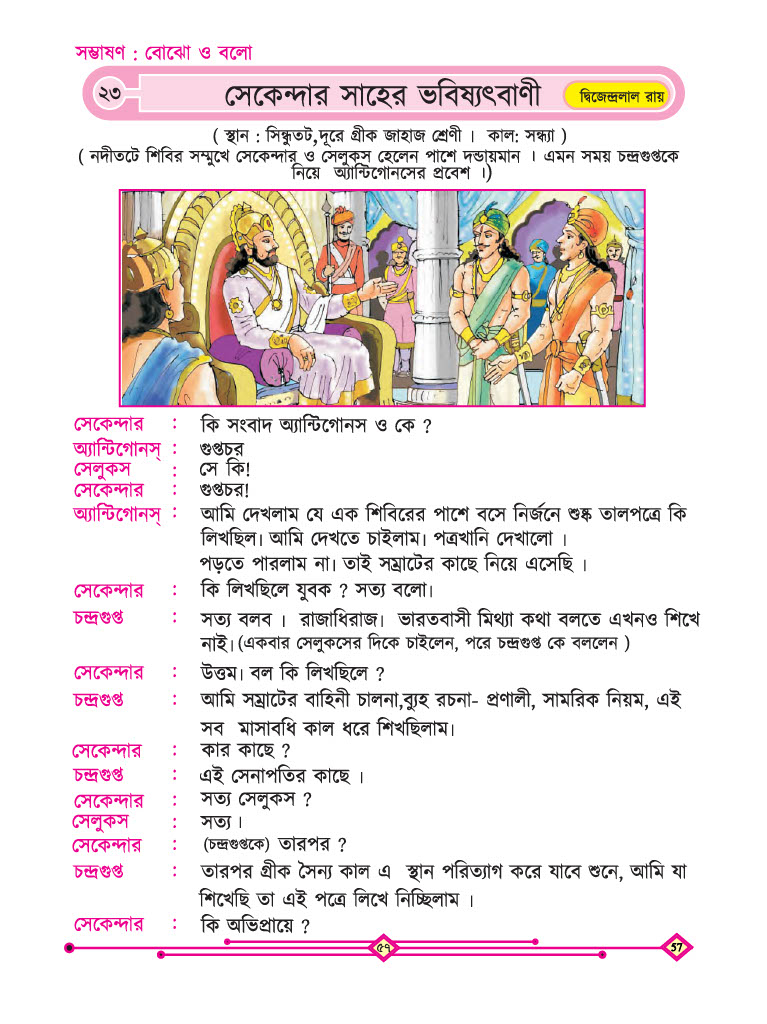 সম্ভাষণ : বোঝো ও বলো
২৩ সেকেন্দার সাহের ভবিষ্যৎবাণী দ্বিজেন্দ্রলাল রায়
( স্থান : সিন্ধুতট,দূরে গ্রীক জাহাজ শ্রেণী । কাল: সন্ধ্যা )
( নদীতটে শিবির সম্মুখে সেকেন্দার ও সেলুকস হেলেন পাশে দন্ডায়মান । এমন সময় চন্দ্রগুপ্তকে
নিয়ে অ্যান্টিগোনসের প্রবেশ ।)
সেকেন্দার : কি সংবাদ অ্যান্টিগোনস ও কে ?
অ্যান্টিগোনস্ : গুপ্তচর
সেলুকস : সে কি!
সেকেন্দার : গুপ্তচর!
অ্যান্টিগোনস্ : আমি দেখলাম যে এক শিবিরের পাশে বসে নির্জনে শুষ্ক তালপত্রে কি
লিখছিল। আমি দেখতে চাইলাম। পত্রখানি দেখালো ।
পড়তে পারলাম না। তাই সম্রাটের কাছে নিয়ে এসেছি ।
সেকেন্দার : কি লিখছিলে যুবক ? সত্য বলো।
চন্দ্রগুপ্ত : সত্য বলব । রাজাধিরাজ। ভারতবাসী মিথ্যা কথা বলতে এখনও শিখে
নাই। (একবার সেলুকসের দিকে চাইলেন, পরে চন্দ্রগুপ্ত কে বললেন )
সেকেন্দার : উত্তম। বল কি লিখছিলে ?
চন্দ্রগুপ্ত : আমি সম্রাটের বাহিনী চালনা,ব্যুহ রচনা- প্রণালী, সামরিক নিয়ম, এই
সব মাসাবধি কাল ধরে শিখছিলাম।
সেকেন্দার : কার কাছে ?
চন্দ্রগুপ্ত : এই সেনাপতির কাছে ।
সেকেন্দার : সত্য সেলুকস ?
সেলুকস : সত্য ।
সেকেন্দার : (চন্দ্রগুপ্তকে) তারপর ?
চন্দ্রগুপ্ত : তারপর গ্রীক সৈন্য কাল এ স্থান পরিত্যাগ করে যাবে শুনে, আমি যা
শিখেছি তা এই পত্রে লিখে নিচ্ছিলাম ।
সেকেন্দার : কি অভিপ্রায়ে ?
৫৭ 57